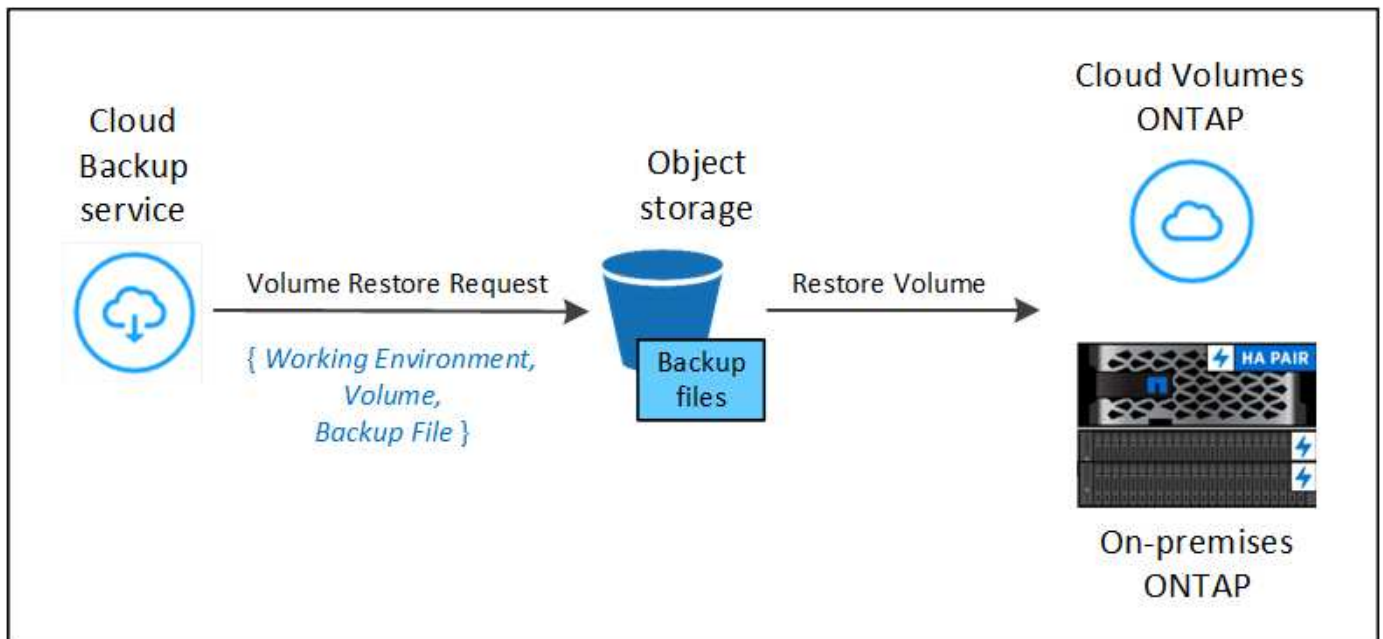 Cloud
Backup
service
Volume Restore Request
{ Working Environment,
Volume,
Backup File }
Object
storage
Backup
files
Restore Volume
Cloud Volumes
ONTAP
HA PAIR
On-premises
ONTAP